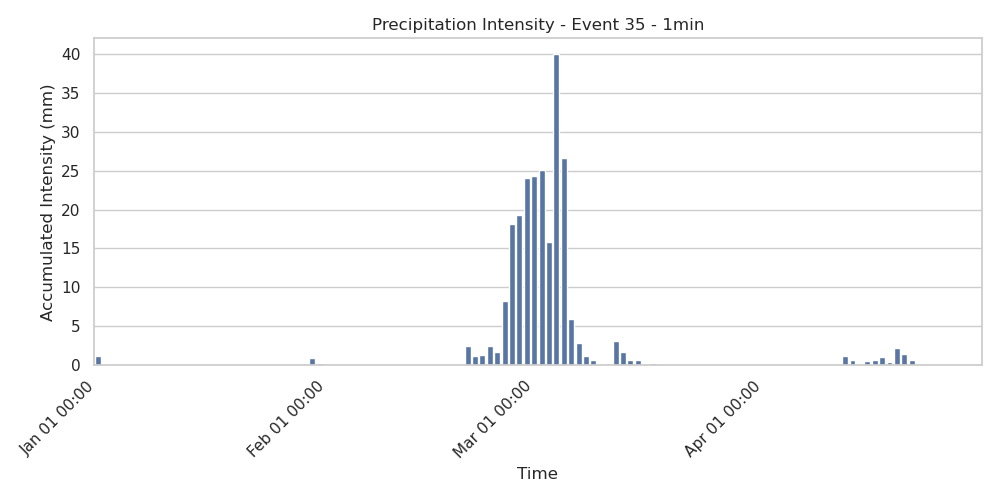 Precipitation Intensity - Event 35 - 1min
Accumulated Intensity (mm)
40
35
30
25
20
15
10
5
0
Jan 01 00:00
Feb 01 00:00
Mar 01 00:00
Apr 01 00:00
Time